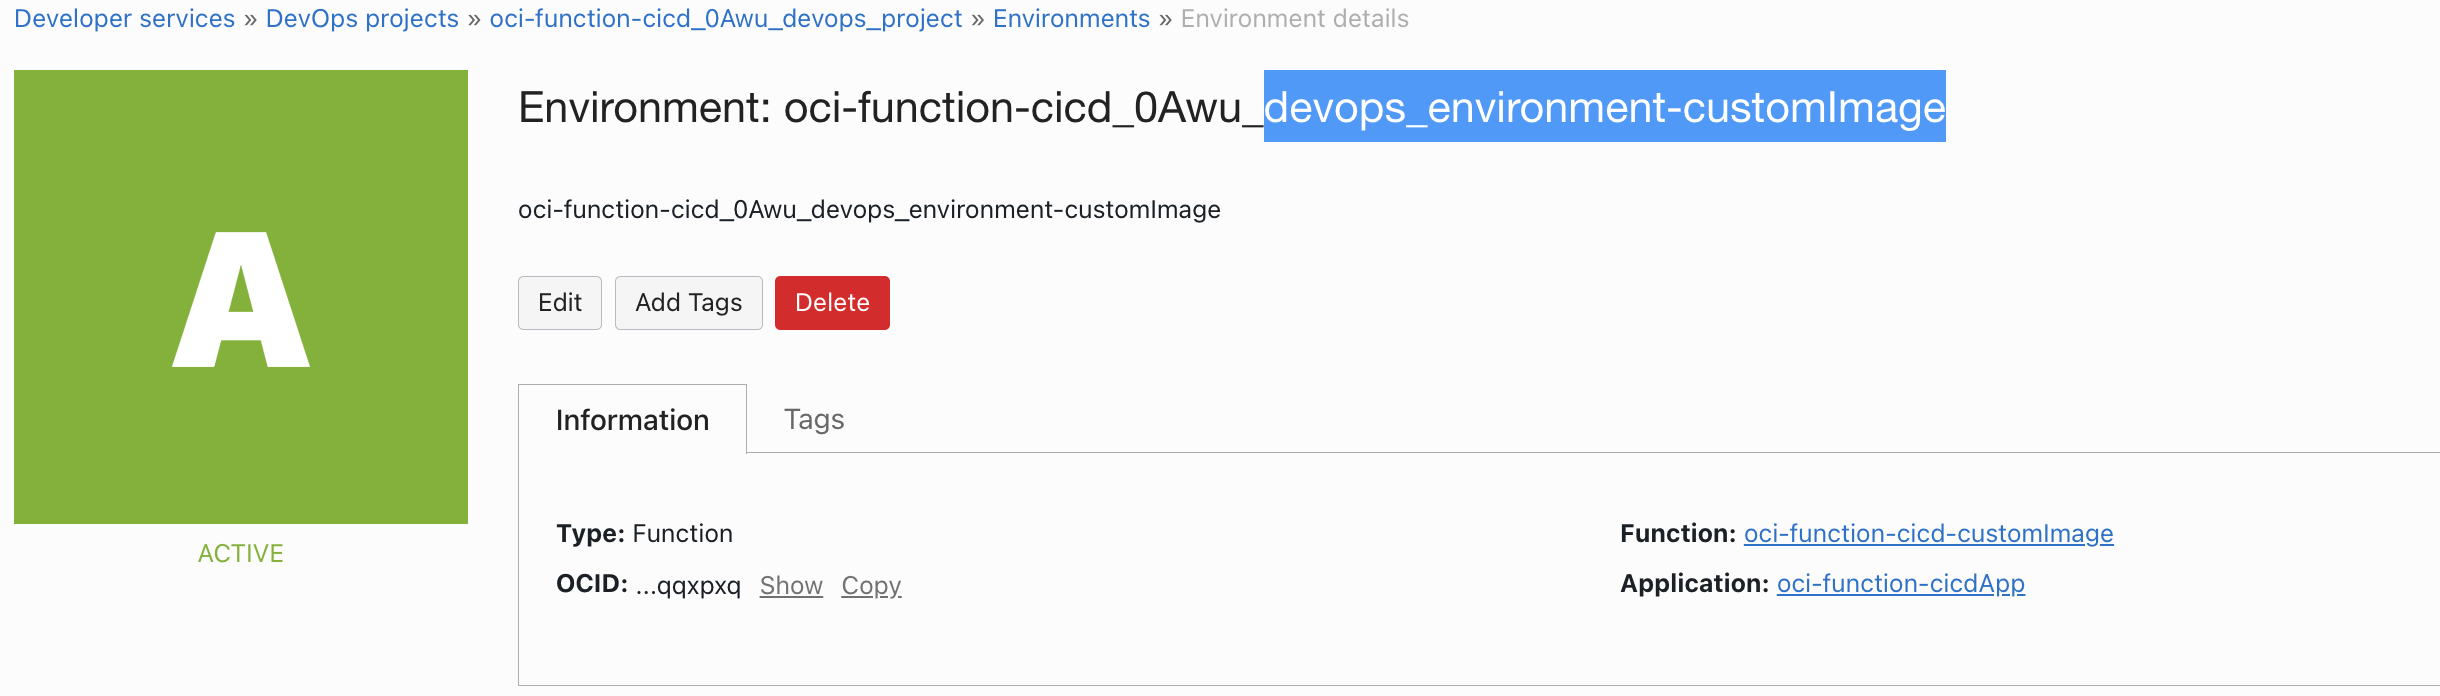 Developer services » DevOps projects » oci-function-cicd_0Awu_devops_project » Environments » Environment details
A
ACTIVE
Environment: oci-function-cicd_0Awu_devops_environment-customImage
oci-function-cicd_0Awu_devops_environment-customImage
Edit Add Tags Delete
Information Tags
Type: Function
OCID: ...qqxpxq Show Copy
Function: oci-function-cicd-customImage
Application: oci-function-cicdApp